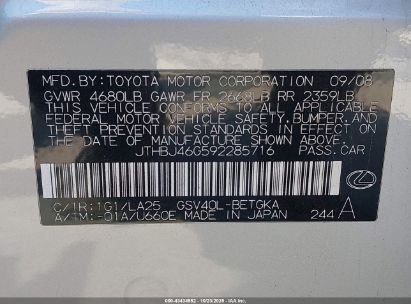 MFD.BY:TOYOTA MOTOR CORPORATION 09/08
GVWR 4680LB GAWR FR 2668LB RR 2359LB
THIS VEHICLE CONFORMS TO ALL APPLICABLE
FEDERAL MOTOR VEHICLE SAFETY,BUMPER,AND
THEFT PREVENTION STANDARDS IN EFFECT ON
THE DATE OF MANUFACTURE SHOWN ABOVE.
JTHBJ46G592285716 PASS.CAR
C/TR:1G1/LA25 GSV40L-BETGKA
A/TM:-01A/U660E MADE IN JAPAN 244 A